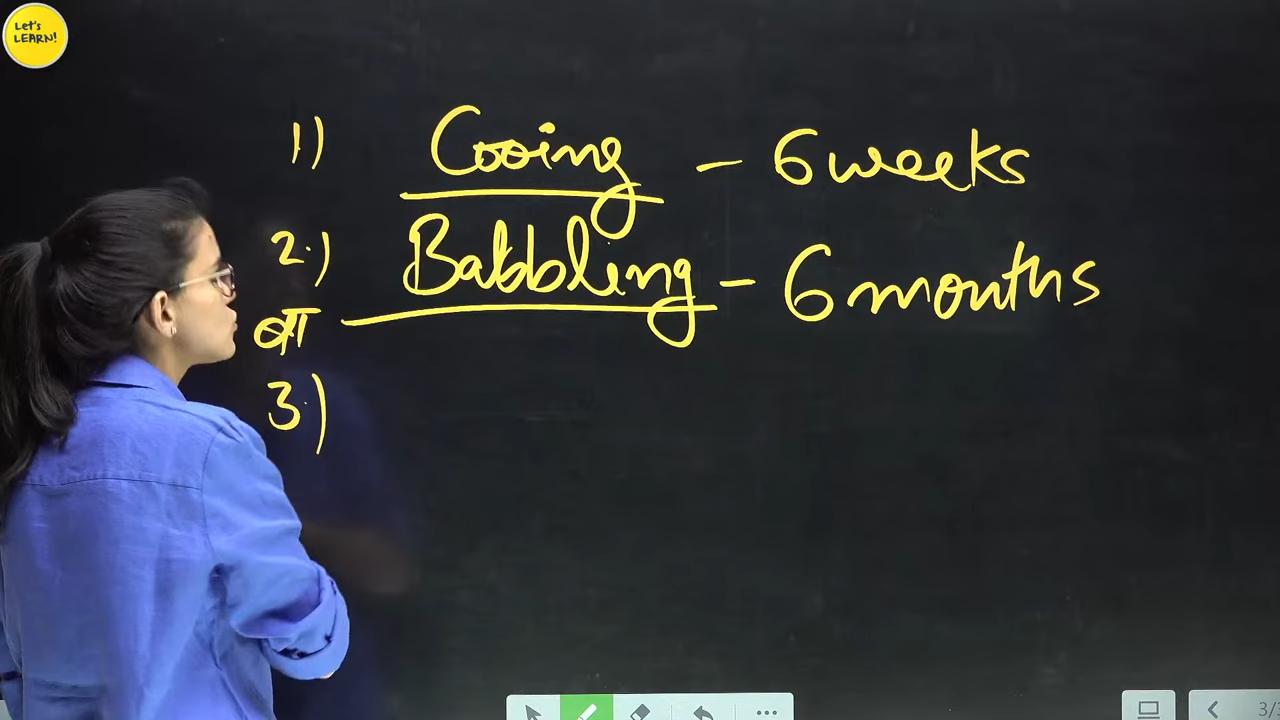 Let's
LEARN!
1) Cooing - 6 weeks
2.) Babbling - 6 months
बा
3.)